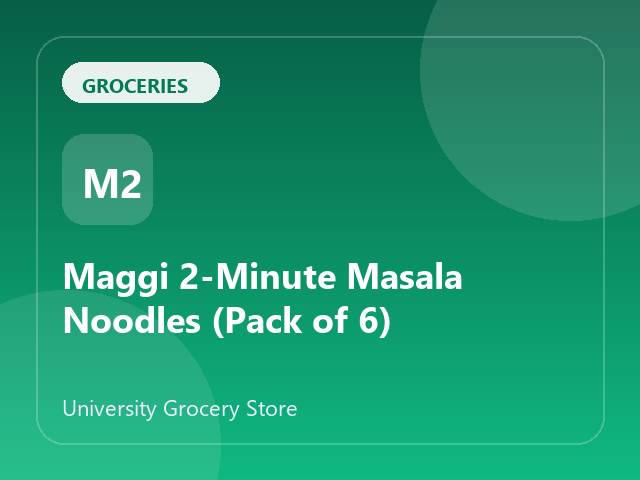 GROCERIES
M2
Maggi 2-Minute Masala
Noodles (Pack of 6)
University Grocery Store